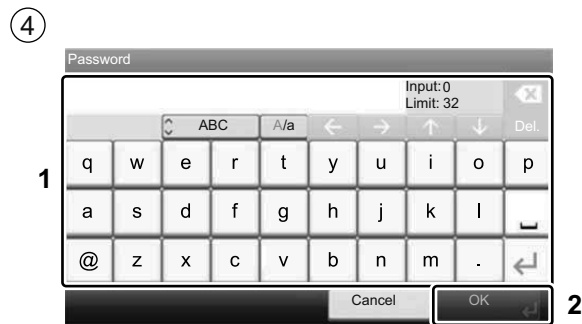 ④
Password
Input: 0
Limit: 32
ABC A/a ← → ↑ ↓ Del.
1
q w e r t y u i o p
a s d f g h j k l
@ z x c v b n m .
Cancel OK
2